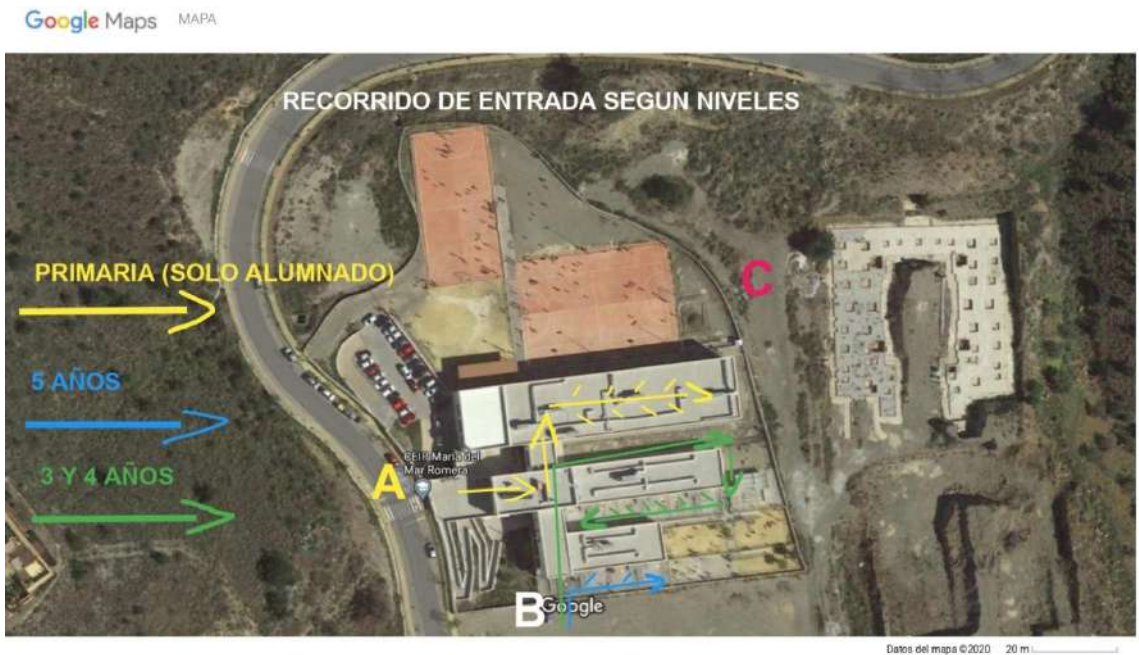 Google Maps MAPA
RECORRIDO DE ENTRADA SEGUN NIVELES
PRIMARIA (SOLO ALUMNADO)
C
5 AÑOS
CEIP María del
Mar Romera
A
3 Y 4 AÑOS
B
Google
Datos del mapa ©2020 20 m